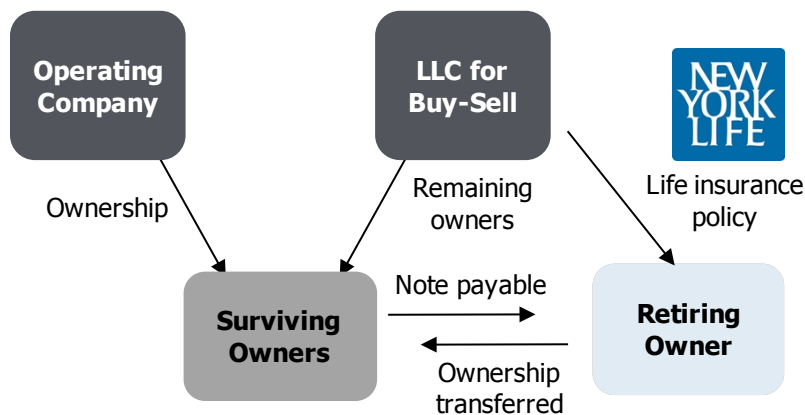 Operating
Company
LLC for
Buy-Sell
NEW
YORK
LIFE
Ownership
Remaining
owners
Life insurance
policy
Surviving
Owners
Note payable
Ownership
transferred
Retiring
Owner